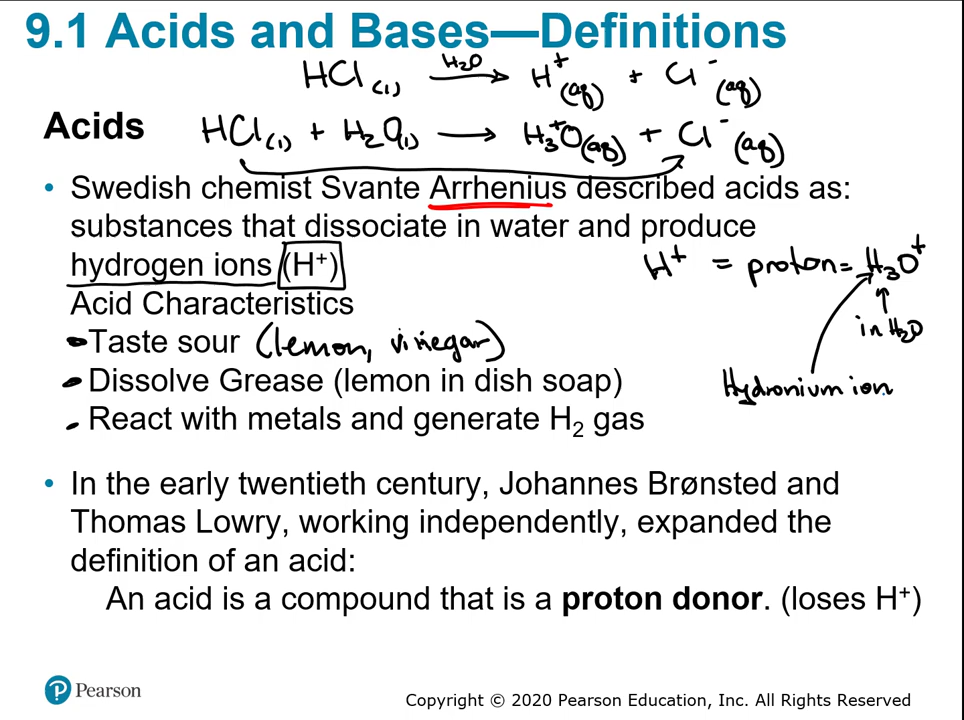 9.1 Acids and Bases—Definitions
HCl (l) H₂O → H⁺ (aq) + Cl⁻ (aq)
Acids
HCl (l) + H₂O (l) → H₃⁺O (aq) + Cl⁻ (aq)
• Swedish chemist Svante Arrhenius described acids as:
substances that dissociate in water and produce
hydrogen ions (H⁺)
H⁺ = proton = H₃O⁺
Acid Characteristics
in H₂O
Taste sour (lemon, vinegar)
Dissolve Grease (lemon in dish soap)
Hydronium ion
React with metals and generate H₂ gas
• In the early twentieth century, Johannes Brønsted and
Thomas Lowry, working independently, expanded the
definition of an acid:
An acid is a compound that is a proton donor. (loses H⁺)
Pearson
Copyright © 2020 Pearson Education, Inc. All Rights Reserved